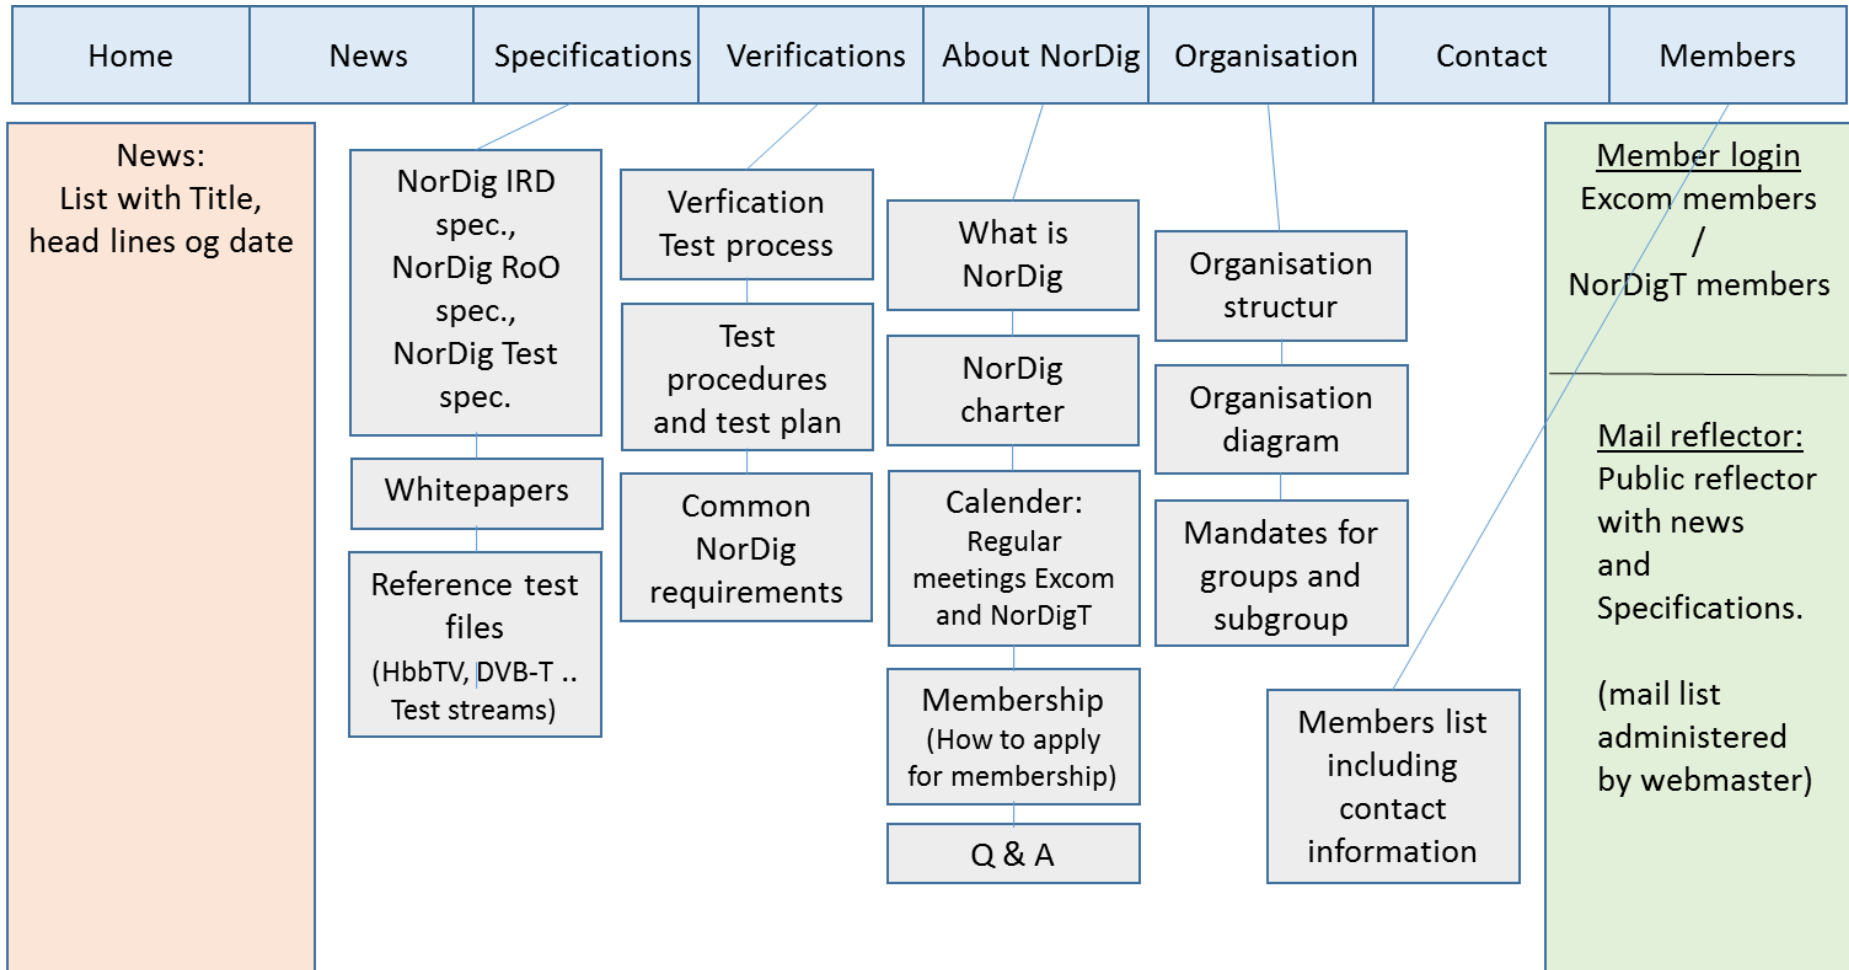 Home
News
Specifications
Verifications
About NorDig
Organisation
Contact
Members
News:
List with Title,
head lines og date
NorDig IRD
spec.,
NorDig RoO
spec.,
NorDig Test
spec.
Whitepapers
Reference test
files
(HbbTV, DVB-T ..
Test streams)
Verfication
Test process
Test
procedures
and test plan
Common
NorDig
requirements
What is
NorDig
NorDig
charter
Calender:
Regular
meetings Excom
and NorDigT
Membership
(How to apply
for membership)
Q & A
Organisation
structur
Organisation
diagram
Mandates for
groups and
subgroup
Members list
including
contact
information
Member login
Excom members
/
NorDigT members
Mail reflector:
Public reflector
with news
and
Specifications.
(mail list
administered
by webmaster)